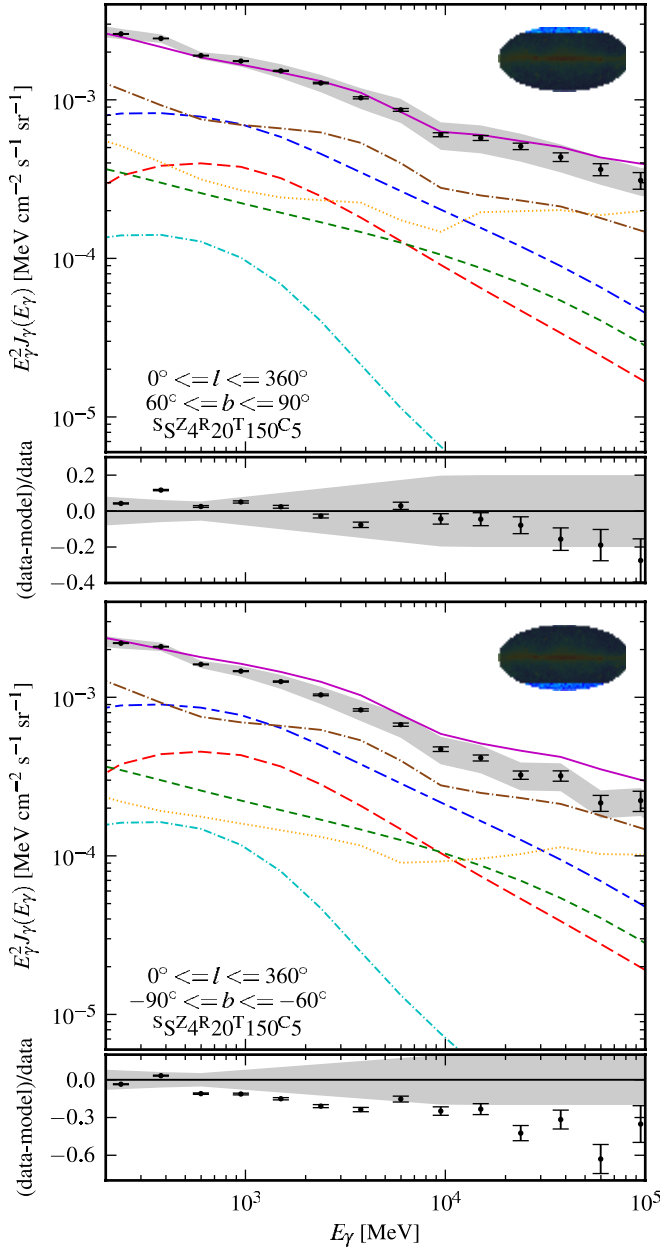 10⁻³
10⁻⁴
10⁻⁵
E²γJγ(Eγ) [MeV cm⁻² s⁻¹ sr⁻¹]
0° <= l <= 360°
60° <= b <= 90°
ˢSᶻ4ᴿ20ᵀ150ᶜ5
(data-model)/data
0.2
0.0
−0.2
−0.4
10⁻³
10⁻⁴
10⁻⁵
E²γJγ(Eγ) [MeV cm⁻² s⁻¹ sr⁻¹]
0° <= l <= 360°
−90° <= b <= −60°
ˢSᶻ4ᴿ20ᵀ150ᶜ5
(data-model)/data
0.0
−0.3
−0.6
10³ 10⁴ 10⁵
Eγ [MeV]